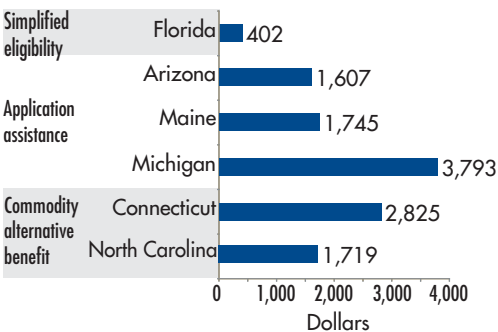 Simplified
eligibility
Florida 402
Arizona 1,607
Application
assistance
Maine 1,745
Michigan 3,793
Commodity
alternative
benefit
Connecticut 2,825
North Carolina 1,719
0 1,000 2,000 3,000 4,000
Dollars